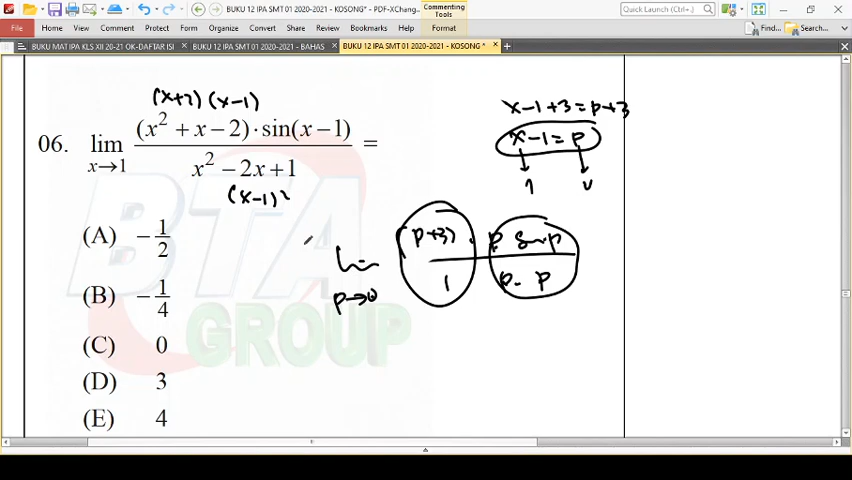 BUKU 12 IPA SMT 01 2020-2021 - KOSONG* - PDF-XChang
Commenting Tools
Quick Launch (Ctrl+.)
File Home Convert Share Bookmarks Help Comment Protect Form Organize View Review Format
Find... Search...
BUKU MAT IPA KLS XII 20-21 OK-DAFTAR ISI BUKU 12 IPA SMT 01 2020-2021 - BAHAS BUKU 12 IPA SMT 01 2020-2021 - KOSONG *
(x+2) (x-1)
x-1+3=p+3
06. lim x→1 (x² + x − 2) · sin(x − 1) / x² − 2x + 1 =
x-1=p
1 0
(x-1)²
lim p→0 (p+3) . p sin p
1 p. p
(A) −1/2
(B) −1/4
(C) 0
(D) 3
(E) 4
BTA
GROUP